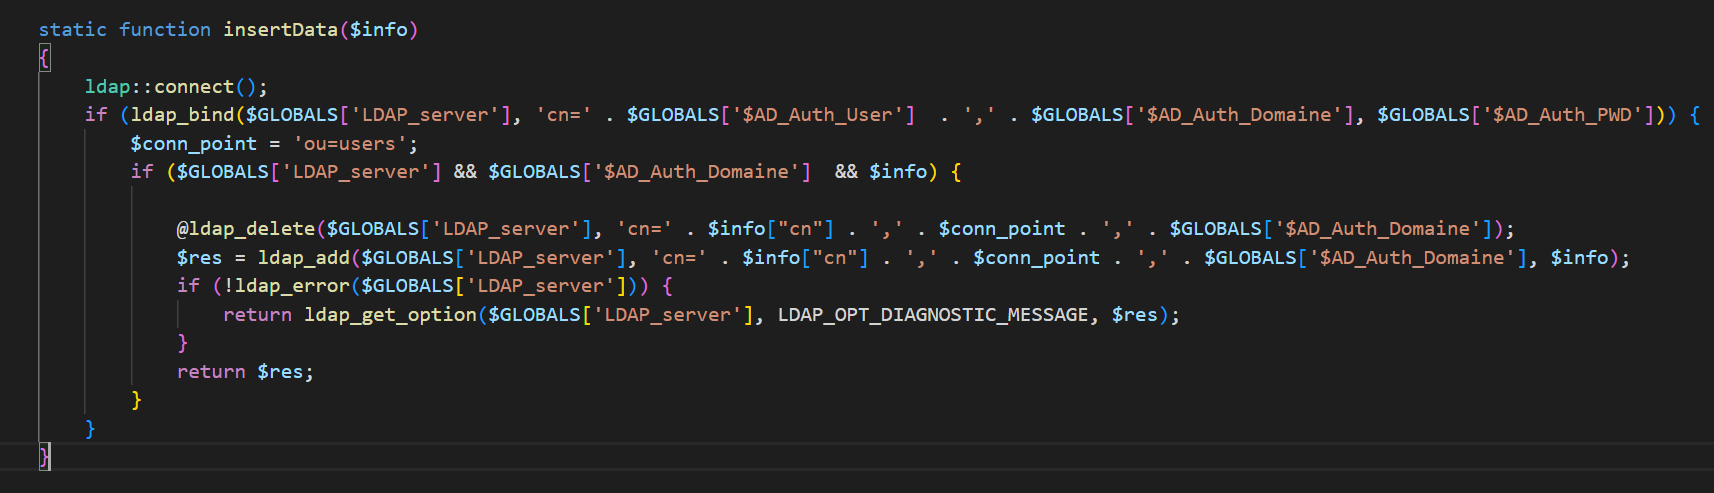 static function insertData($info)
{
ldap::connect();
if (ldap_bind($GLOBALS['LDAP_server'], 'cn=' . $GLOBALS['$AD_Auth_User']  . ',' . $GLOBALS['$AD_Auth_Domaine'], $GLOBALS['$AD_Auth_PWD'])) {
$conn_point = 'ou=users';
if ($GLOBALS['LDAP_server'] && $GLOBALS['$AD_Auth_Domaine']  && $info) {
@ldap_delete($GLOBALS['LDAP_server'], 'cn=' . $info["cn"] . ',' . $conn_point . ',' . $GLOBALS['$AD_Auth_Domaine']);
$res = ldap_add($GLOBALS['LDAP_server'], 'cn=' . $info["cn"] . ',' . $conn_point . ',' . $GLOBALS['$AD_Auth_Domaine'], $info);
if (!ldap_error($GLOBALS['LDAP_server'])) {
return ldap_get_option($GLOBALS['LDAP_server'], LDAP_OPT_DIAGNOSTIC_MESSAGE, $res);
}
return $res;
}
}
}